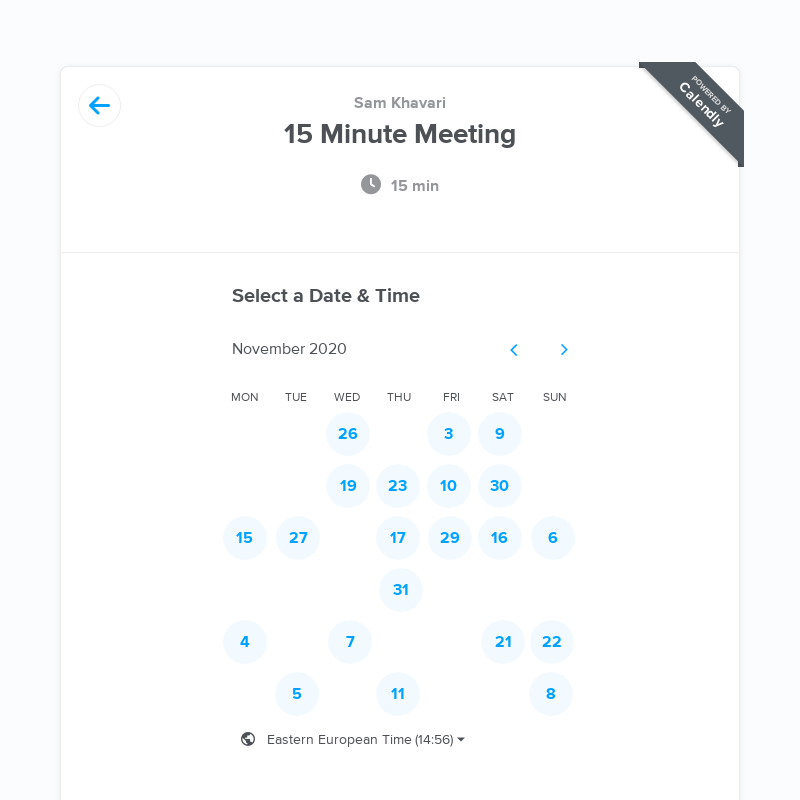 Sam Khavari
15 Minute Meeting
15 min
POWERED BY
Calendly
Select a Date & Time
November 2020
MON TUE WED THU FRI SAT SUN
26 3 9
19 23 10 30
15 27 17 29 16 6
31
4 7 21 22
5 11 8
Eastern European Time (14:56)